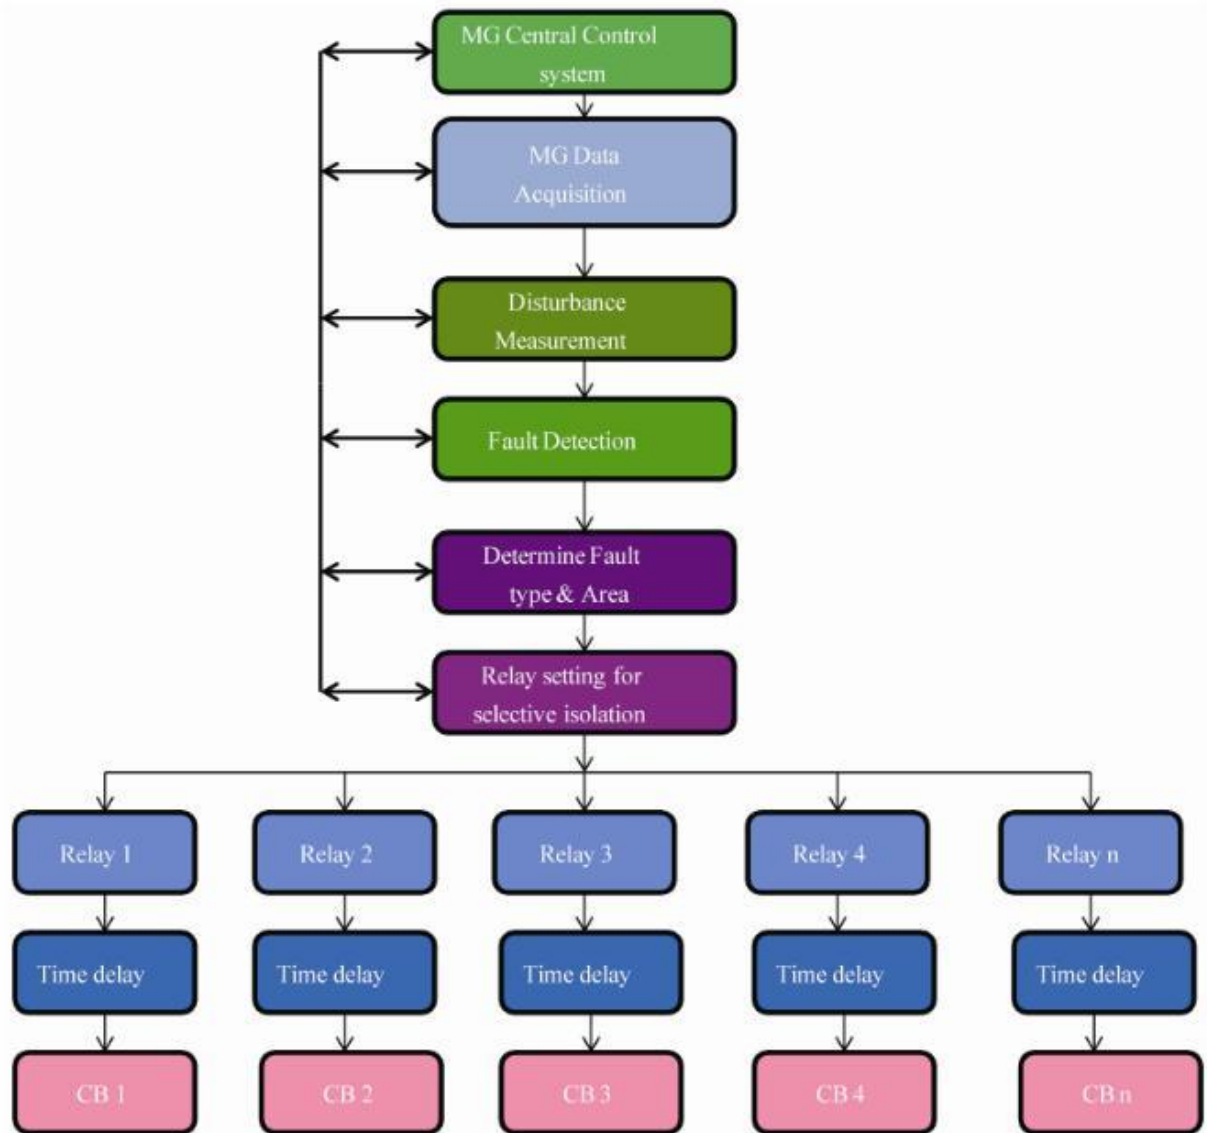 MG Central Control
system
MG Data
Acquisition
Disturbance
Measurement
Fault Detection
Determine Fault
type & Area
Relay setting for
selective isolation
Relay 1
Relay 2
Relay 3
Relay 4
Relay n
Time delay
Time delay
Time delay
Time delay
Time delay
CB 1
CB 2
CB 3
CB 4
CB n